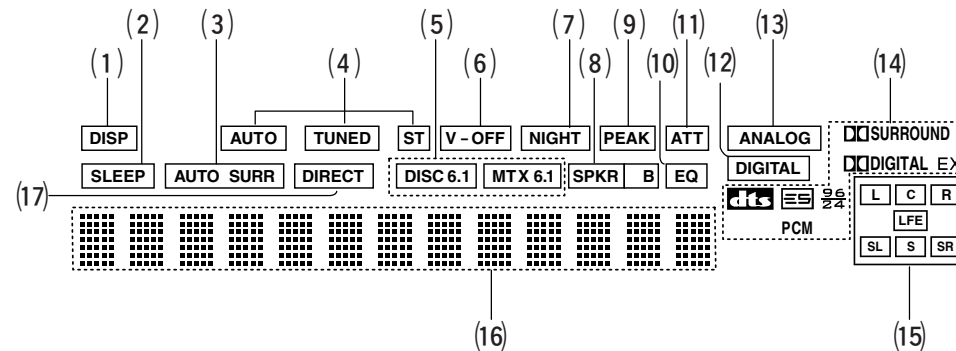 (1) (2) (3) (4) (5) (6) (7) (8) (9) (10) (11) (12) (13) (14)
DISP AUTO TUNED ST V – OFF NIGHT PEAK ATT ANALOG SURROUND
SLEEP AUTO SURR DIRECT DISC 6.1 MTX 6.1 SPKR B EQ DIGITAL DIGITAL EX
(17)
dts ES 96/24
PCM
L C R
LFE
SL S SR
(16) (15)